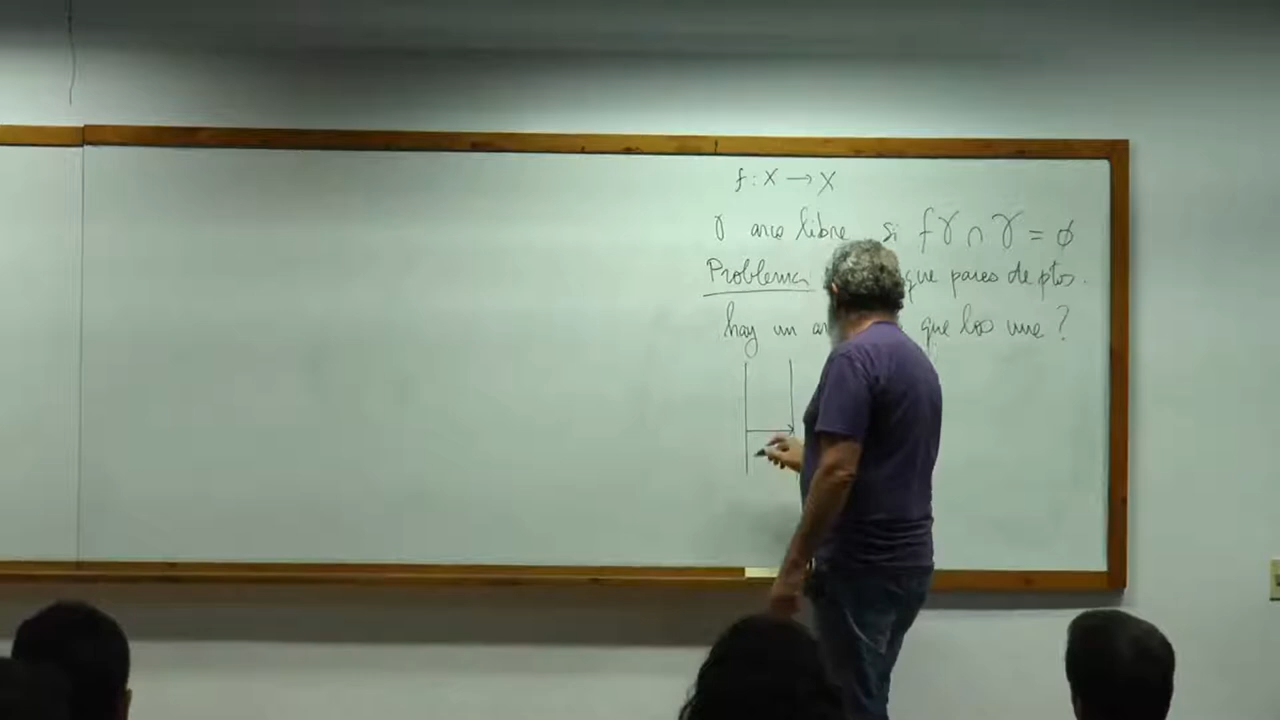 f : X → X
γ arco libre si fγ ∩ γ = ∅
Problema que pares de ptos.
hay un que los une ?